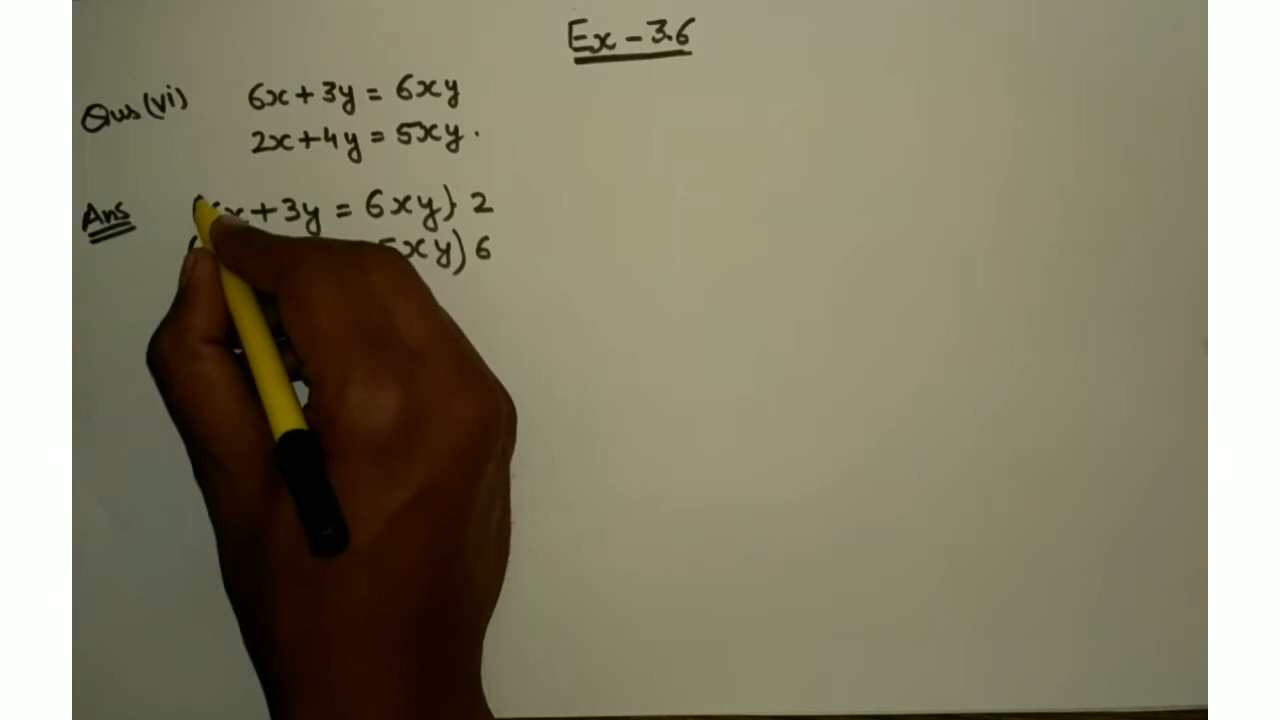 Ex - 3.6
Qus (vi) 6x + 3y = 6xy
2x + 4y = 5xy.
Ans x + 3y = 6xy) 2
5xy) 6